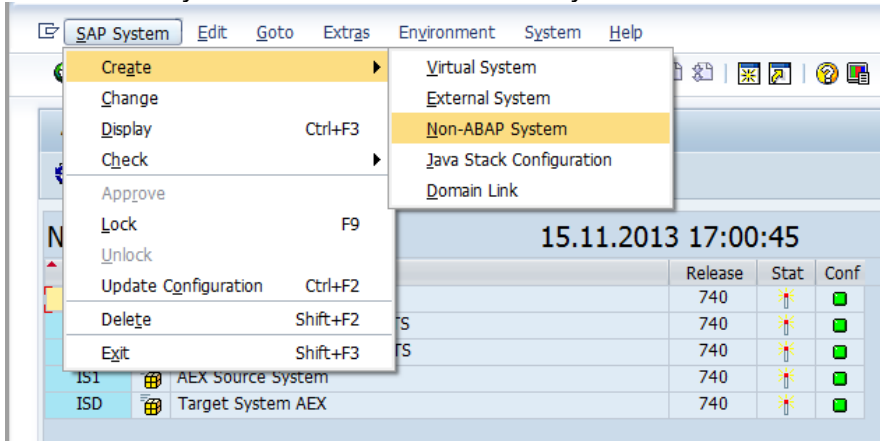 SAP System Edit Goto Extras Environment System Help
Create Virtual System
Change External System
Display Ctrl+F3 Non-ABAP System
Check Java Stack Configuration
Approve Domain Link
Lock F9
N 15.11.2013 17:00:45
Unlock
Release Stat Conf
Update Configuration Ctrl+F2
740
Delete Shift+F2 TS 740
Exit Shift+F3 TS 740
IS1 AEX Source System 740
ISD Target System AEX 740